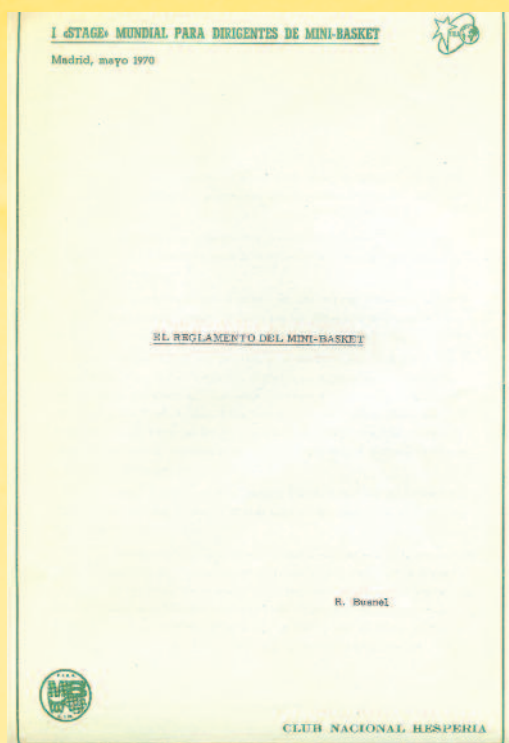 I «STAGE» MUNDIAL PARA DIRIGENTES DE MINI-BASKET
Madrid, mayo 1970
EL REGLAMENTO DEL MINI-BASKET
R. Busnel
CLUB NACIONAL HESPERIA